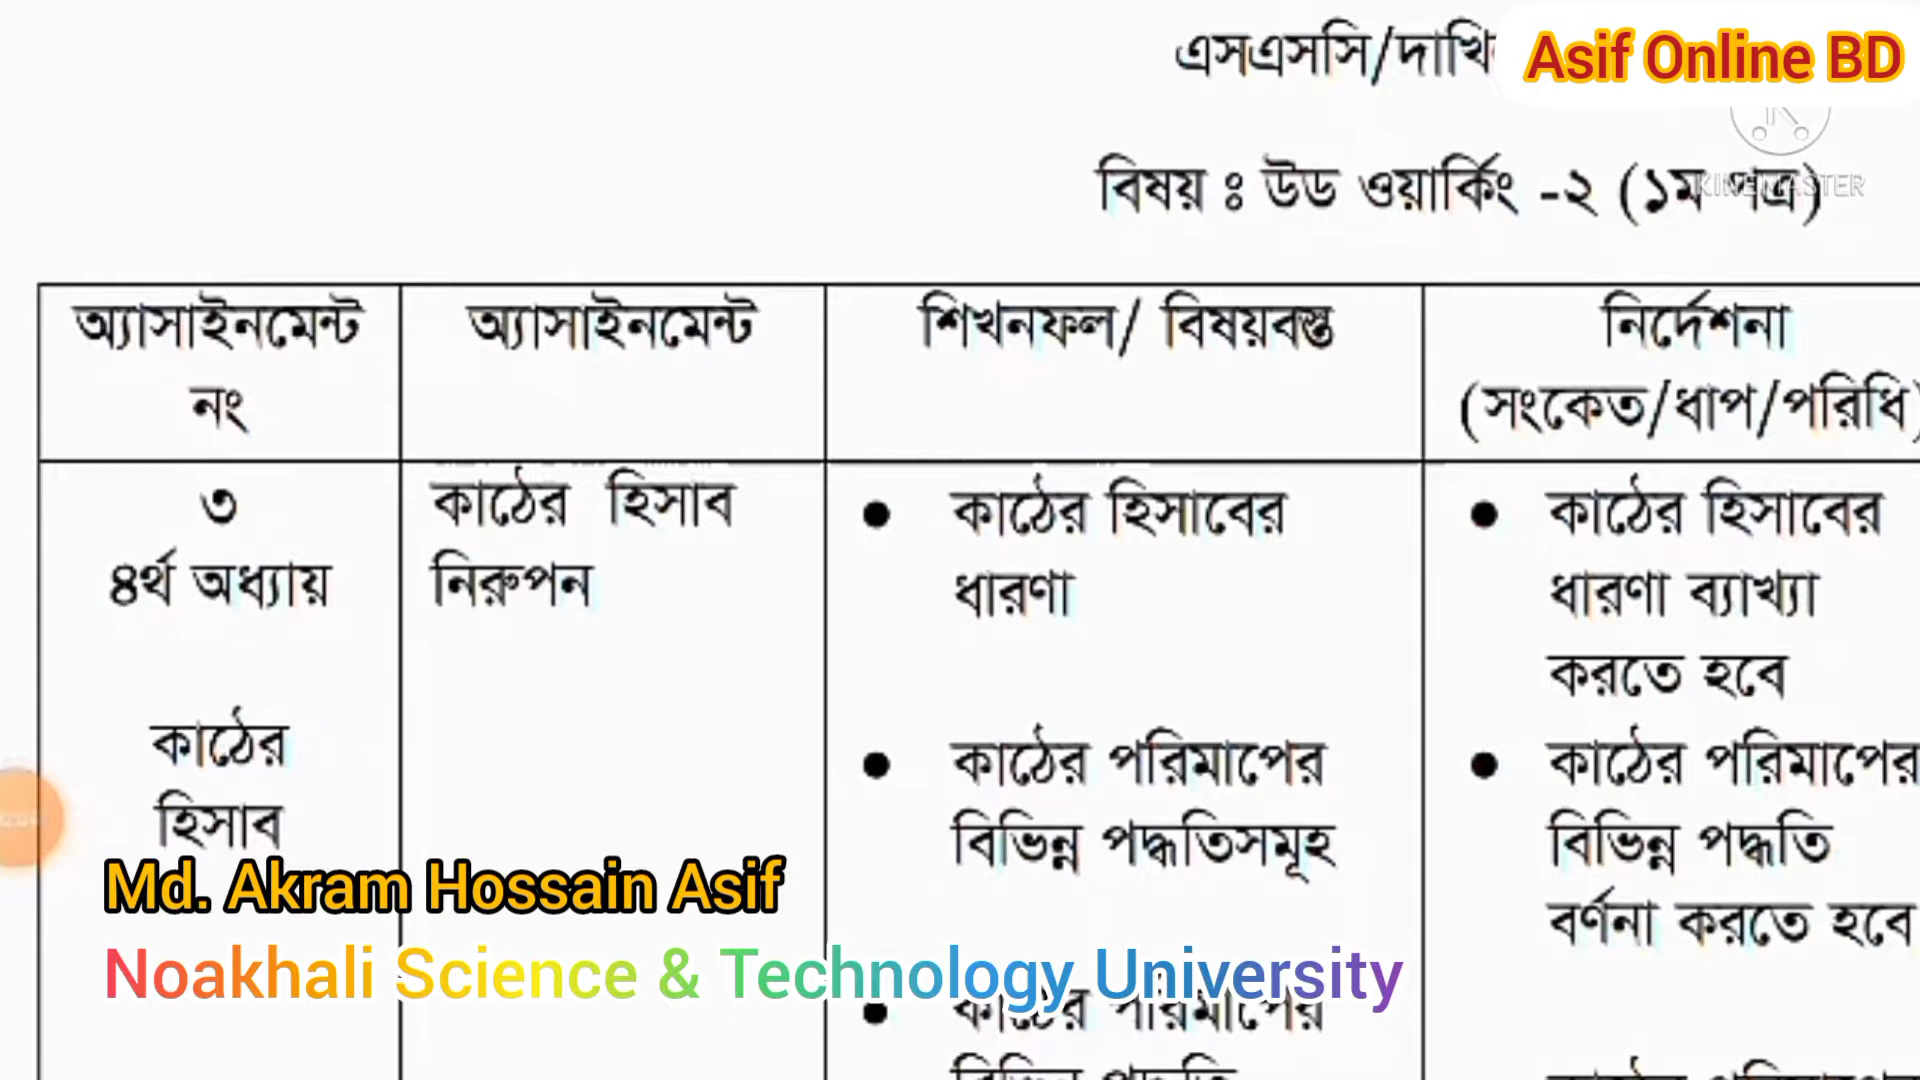 এসএসসি/দাখি
Asif Online BD
KINEMASTER
বিষয় ঃ উড ওয়ার্কিং -২ (১ম পত্র)
অ্যাসাইনমেন্ট
নং
অ্যাসাইনমেন্ট
শিখনফল/ বিষয়বস্তু
নির্দেশনা
(সংকেত/ধাপ/পরিধি)
৩
৪র্থ অধ্যায়
কাঠের
হিসাব
কাঠের হিসাব
নিরুপন
● কাঠের হিসাবের
ধারণা
● কাঠের পরিমাপের
বিভিন্ন পদ্ধতিসমূহ
● কাঠের পরিমাপের
● কাঠের হিসাবের
ধারণা ব্যাখ্যা
করতে হবে
● কাঠের পরিমাপের
বিভিন্ন পদ্ধতি
বর্ণনা করতে হবে
Md. Akram Hossain Asif
Noakhali Science & Technology University